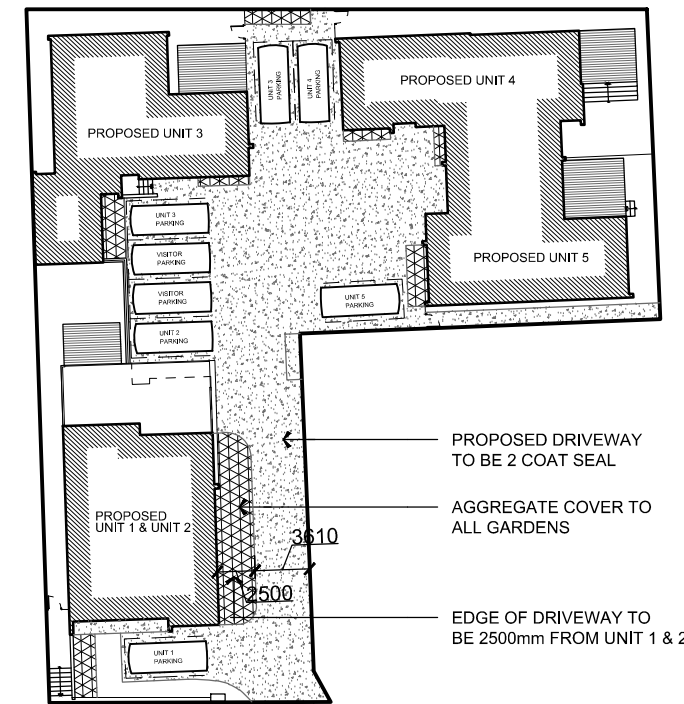 UNIT 3
PARKING
UNIT 4
PARKING
PROPOSED UNIT 4
PROPOSED UNIT 3
UNIT 3
PARKING
VISITOR
PARKING
VISITOR
PARKING
UNIT 2
PARKING
UNIT 5
PARKING
PROPOSED UNIT 5
PROPOSED DRIVEWAY
TO BE 2 COAT SEAL
AGGREGATE COVER TO
ALL GARDENS
PROPOSED
UNIT 1 & UNIT 2
3610
2500
EDGE OF DRIVEWAY TO
BE 2500mm FROM UNIT 1 & 2
UNIT 1
PARKING